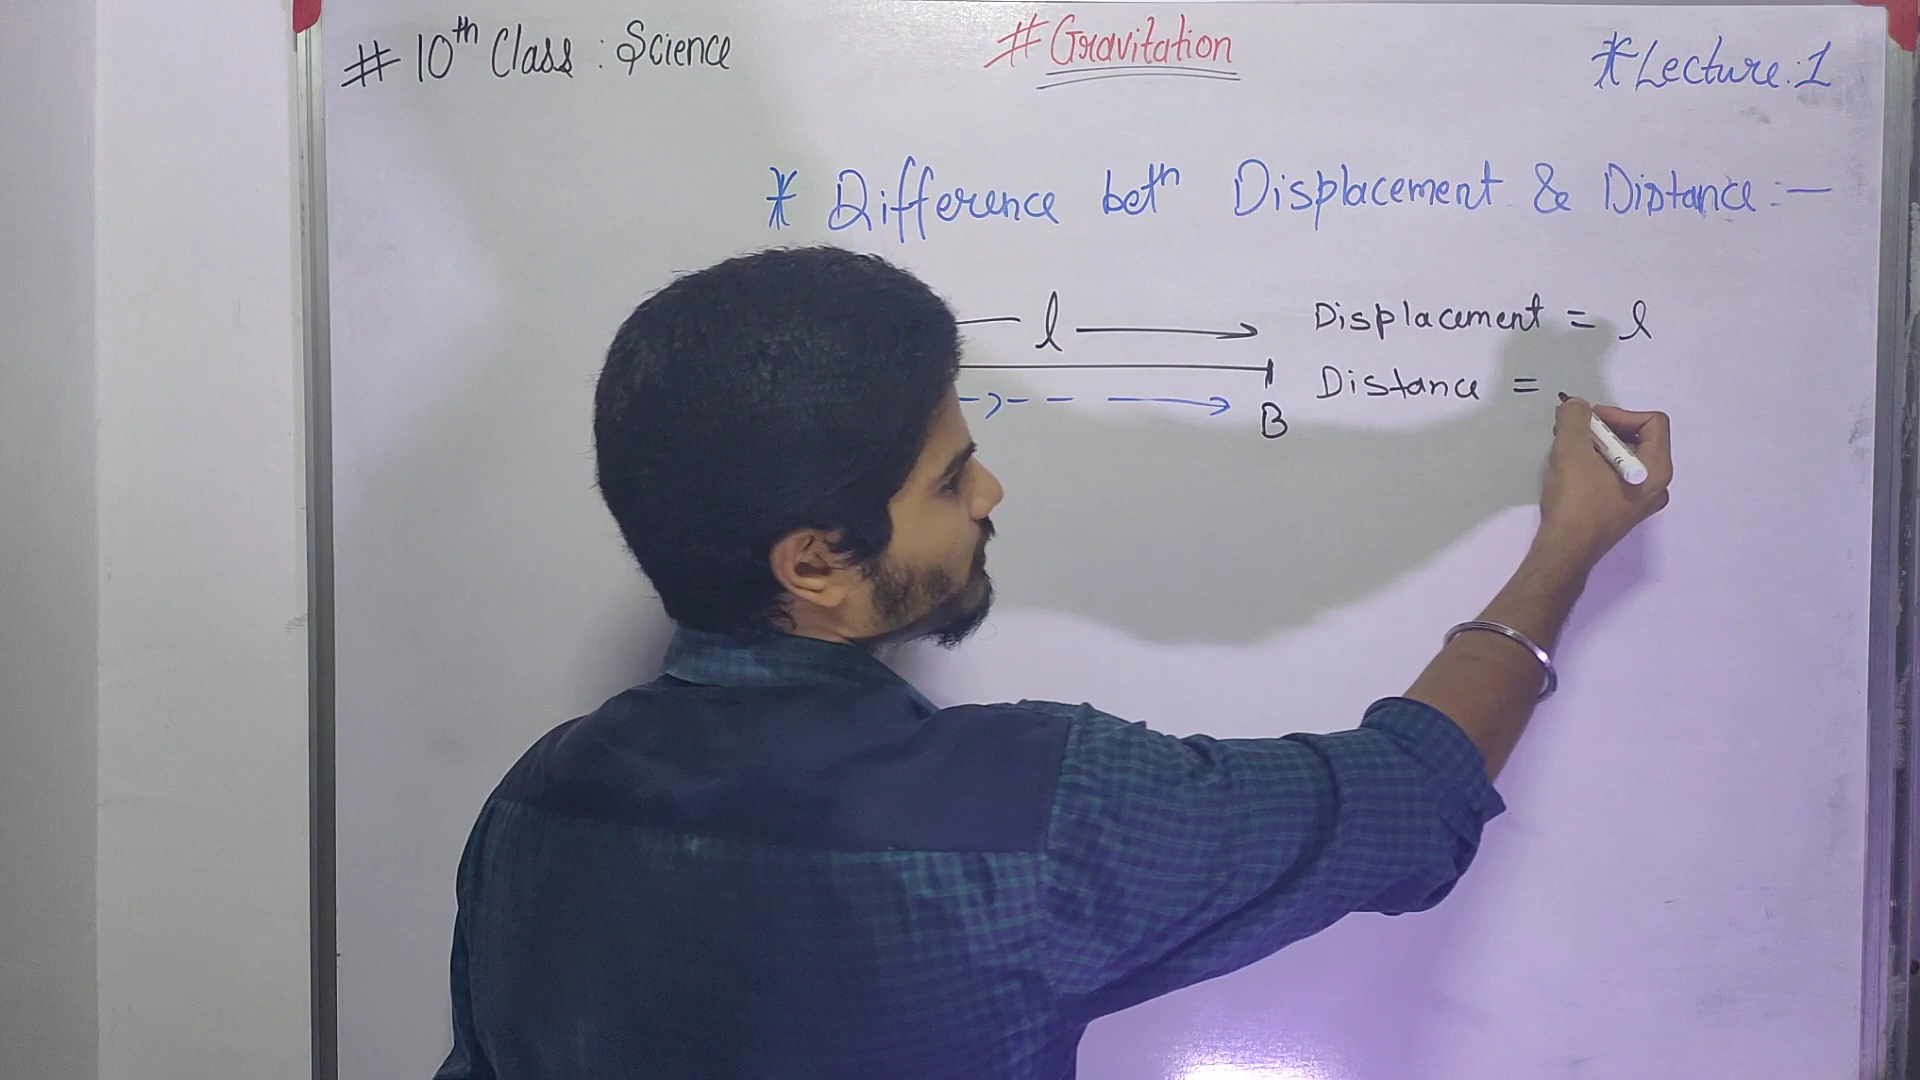 # 10th Class : Science
# Gravitation
* Lecture : 1
* Difference betn Displacement & Distance :-
l
Displacement = l
Distance =
B